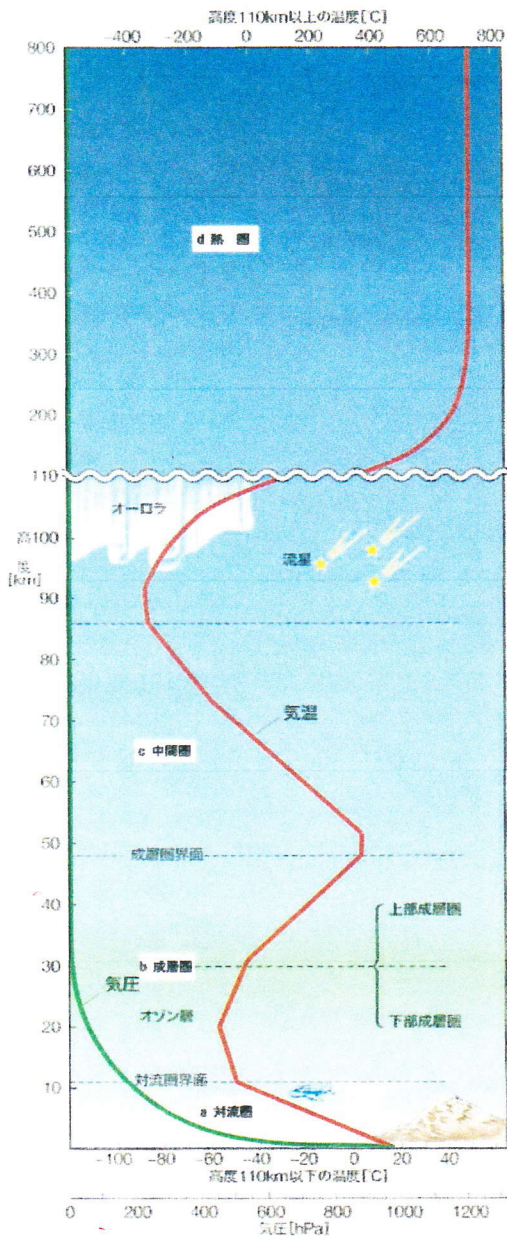 高度110km以上の温度[℃]
-400 -200 0 200 400 600 800
800
700
600
500
d 熱 圏
400
300
200
110
オーロラ
高度[km]
100
流星
90
80
気温
70
c 中間圏
60
成層圏界面
50
40
上部成層圏
b 成層圏
30
気圧
オゾン層
下部成層圏
20
対流圏界面
10
a 対流圏
-100 -80 -60 -40 -20 0 20 40
高度110km以下の温度[℃]
0 200 400 600 800 1000 1200
気圧[hPa]